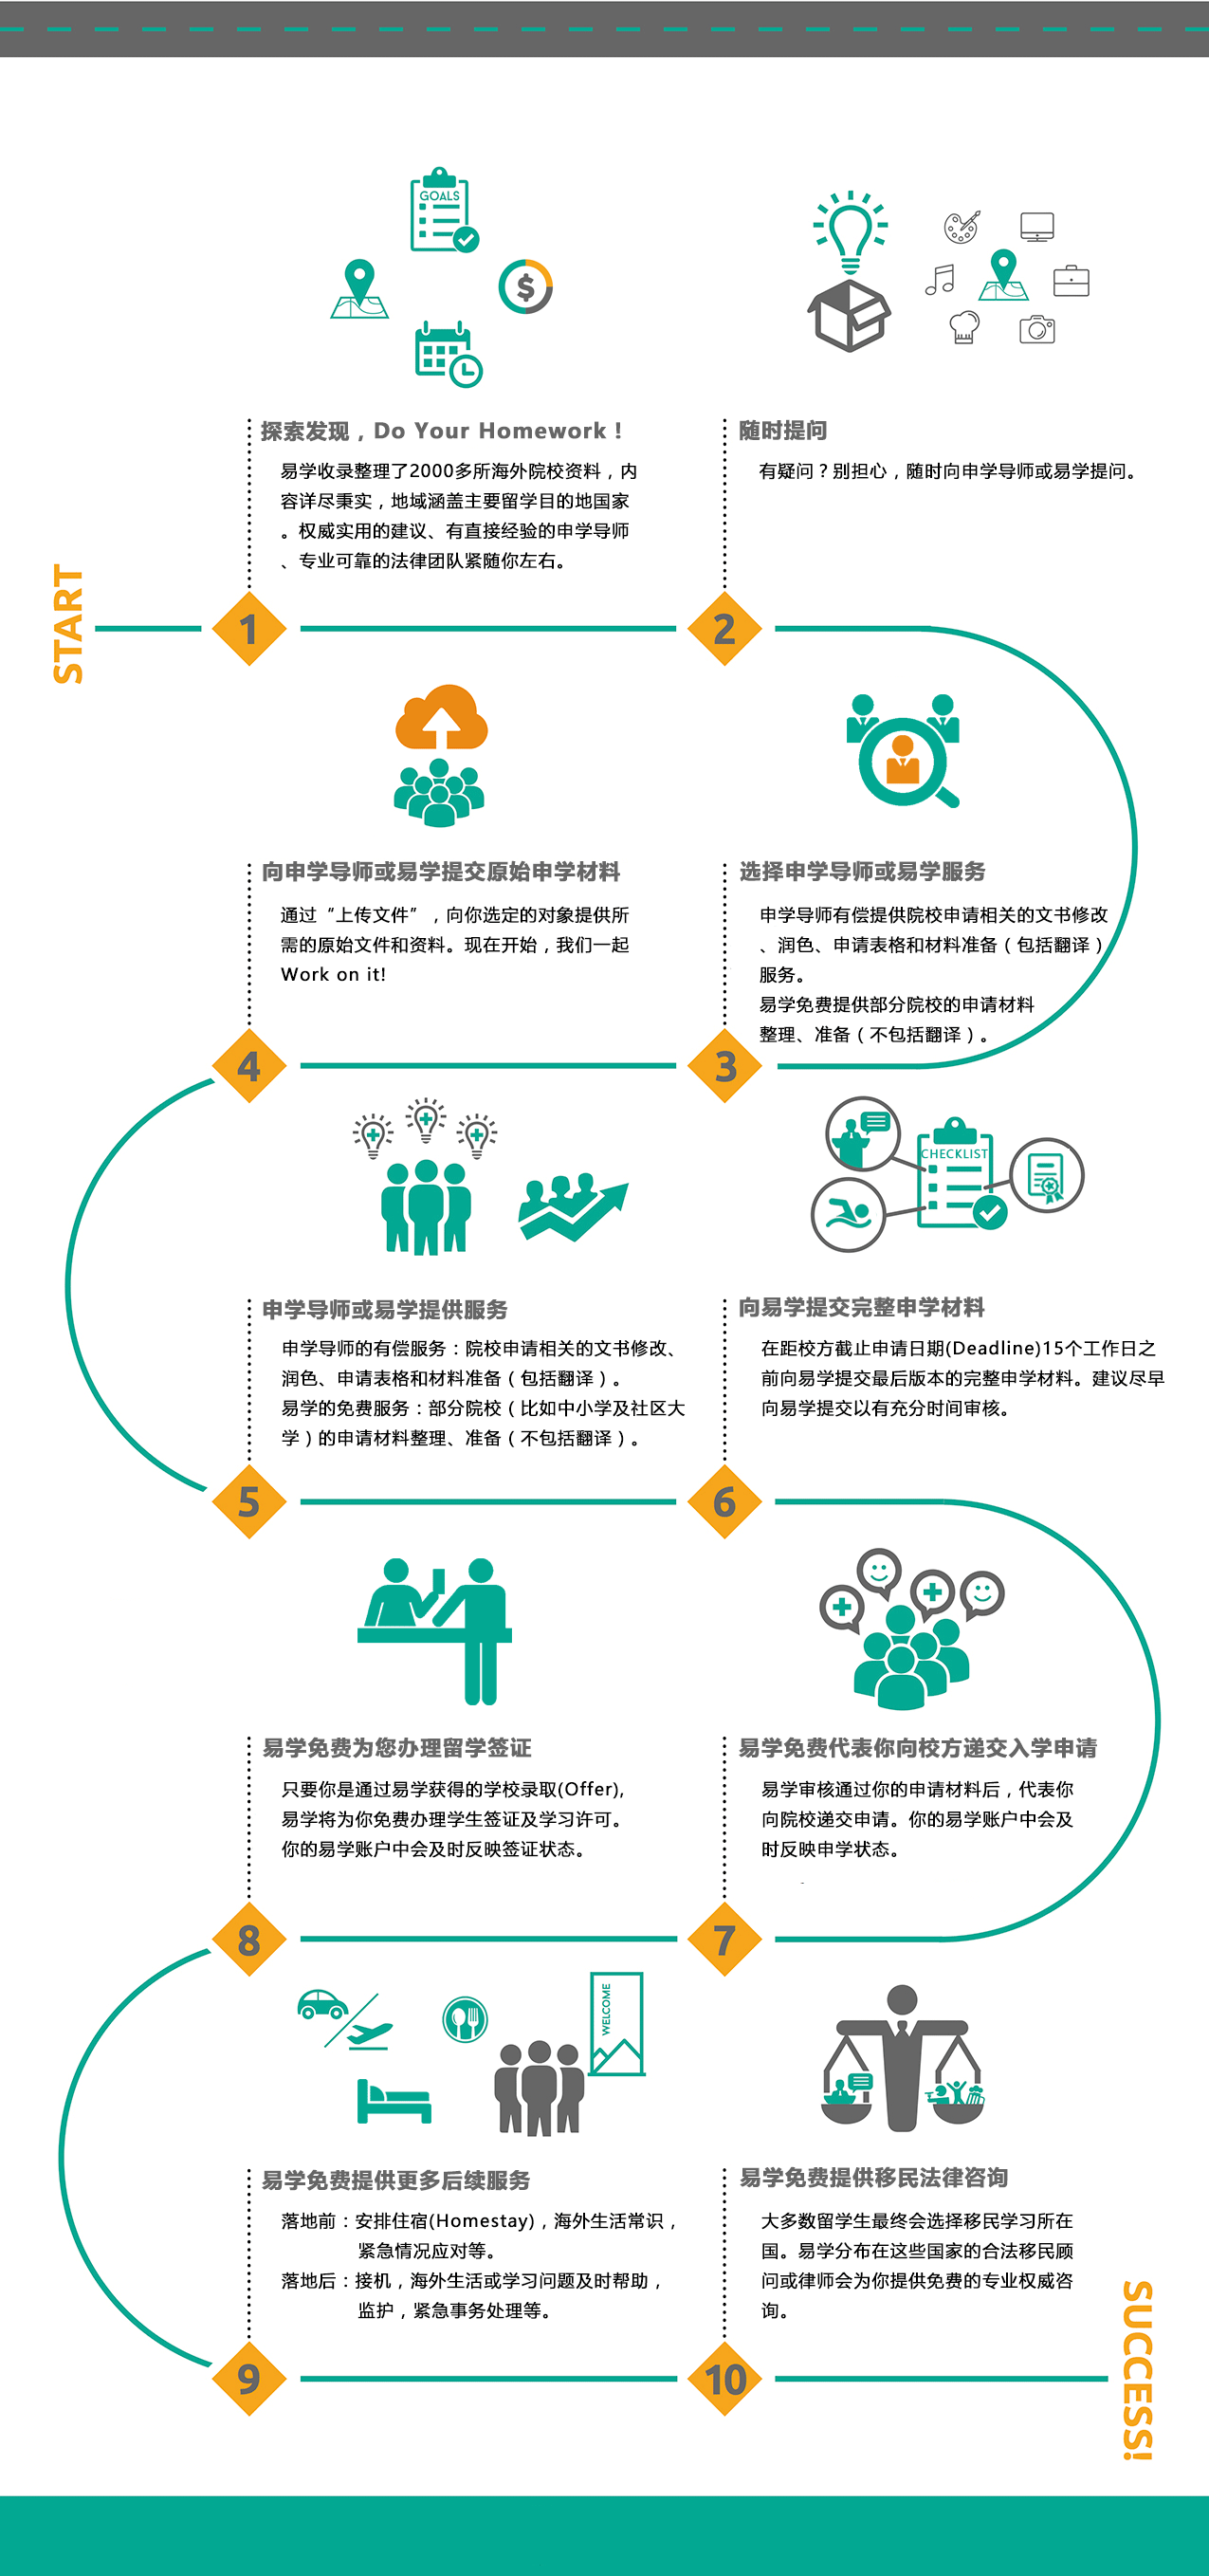 GOALS
$
探索发现，Do Your Homework！
易学收录整理了2000多所海外院校资料，内
容详尽秉实，地域涵盖主要留学目的地国家
。权威实用的建议、有直接经验的申学导师
、专业可靠的法律团队紧随你左右。
随时提问
有疑问？别担心，随时向申学导师或易学提问。
START
1
2
选择申学导师或易学服务
申学导师有偿提供院校申请相关的文书修改
、润色、申请表格和材料准备（包括翻译）
服务。
易学免费提供部分院校的申请材料
整理、准备（不包括翻译）。
3
向申学导师或易学提交原始申学材料
通过“上传文件”，向你选定的对象提供所
需的原始文件和资料。现在开始，我们一起
Work on it!
4
申学导师或易学提供服务
申学导师的有偿服务：院校申请相关的文书修改、
润色、申请表格和材料准备（包括翻译）。
易学的免费服务：部分院校（比如中小学及社区大
学）的申请材料整理、准备（不包括翻译）。
5
CHECKLIST
向易学提交完整申学材料
在距校方截止申请日期(Deadline)15个工作日之
前向易学提交最后版本的完整申学材料。建议尽早
向易学提交以有充分时间审核。
6
易学免费代表你向校方递交入学申请
易学审核通过你的申请材料后，代表你
向院校递交申请。你的易学账户中会及
时反映申学状态。
7
易学免费为您办理留学签证
只要你是通过易学获得的学校录取(Offer),
易学将为你免费办理学生签证及学习许可。
你的易学账户中会及时反映签证状态。
8
WELCOME
易学免费提供更多后续服务
落地前：安排住宿(Homestay)，海外生活常识，
紧急情况应对等。
落地后：接机，海外生活或学习问题及时帮助，
监护，紧急事务处理等。
9
易学免费提供移民法律咨询
大多数留学生最终会选择移民学习所在
国。易学分布在这些国家的合法移民顾
问或律师会为你提供免费的专业权威咨
询。
10
SUCCESS!